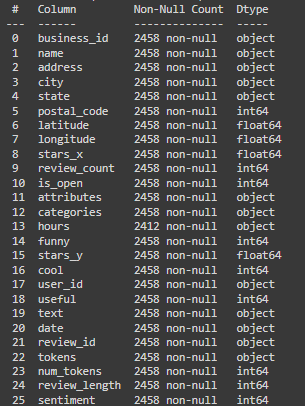 #   Column         Non-Null Count  Dtype
---  ------         --------------  -----
0   business_id    2458 non-null   object
1   name           2458 non-null   object
2   address        2458 non-null   object
3   city           2458 non-null   object
4   state          2458 non-null   object
5   postal_code    2458 non-null   int64
6   latitude       2458 non-null   float64
7   longitude      2458 non-null   float64
8   stars_x        2458 non-null   float64
9   review_count   2458 non-null   int64
10  is_open        2458 non-null   int64
11  attributes     2458 non-null   object
12  categories     2458 non-null   object
13  hours          2412 non-null   object
14  funny          2458 non-null   int64
15  stars_y        2458 non-null   float64
16  cool           2458 non-null   int64
17  user_id        2458 non-null   object
18  useful         2458 non-null   int64
19  text           2458 non-null   object
20  date           2458 non-null   object
21  review_id      2458 non-null   object
22  tokens         2458 non-null   object
23  num_tokens     2458 non-null   int64
24  review_length  2458 non-null   int64
25  sentiment      2458 non-null   int64